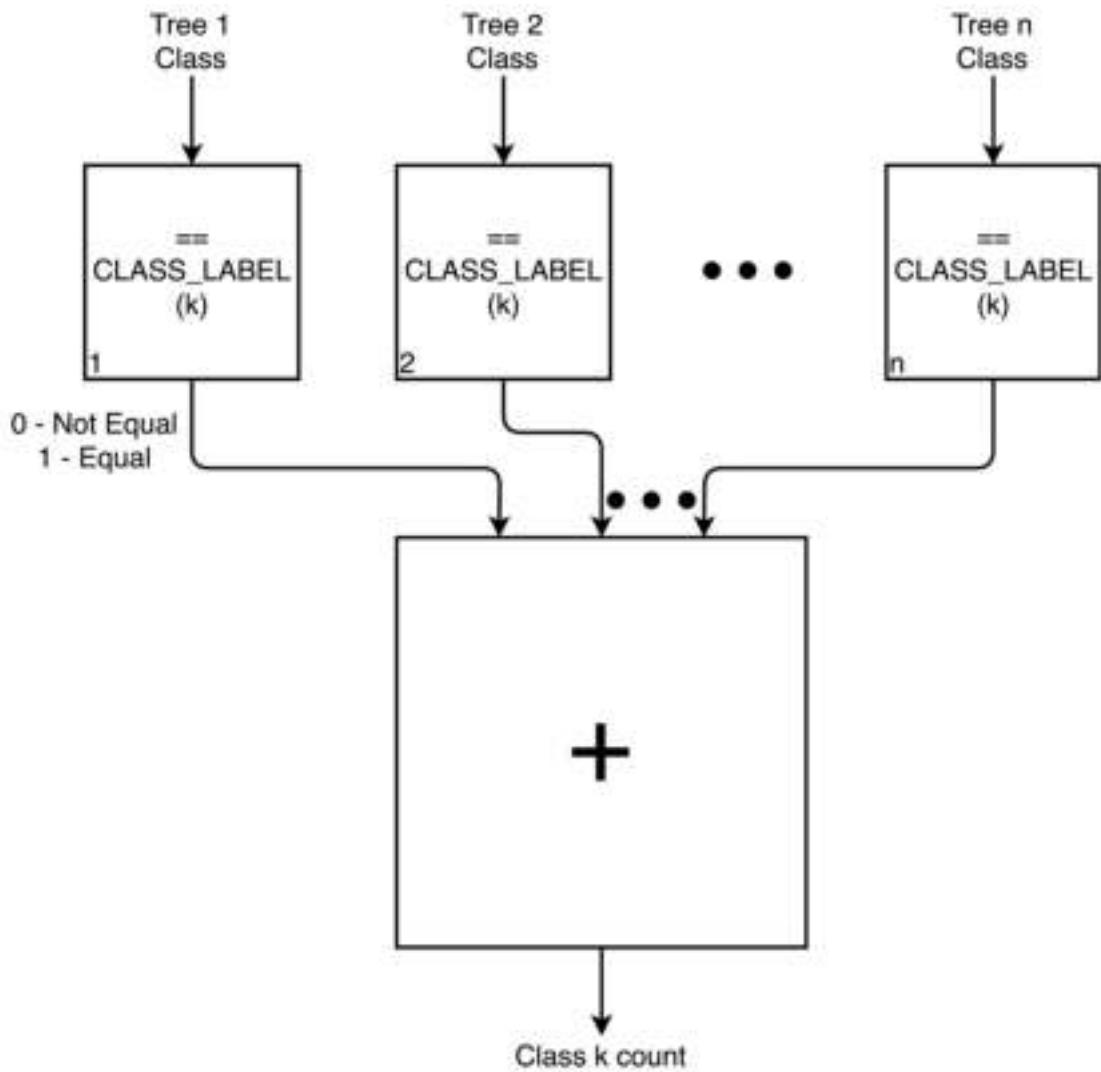 Tree 1
Class
Tree 2
Class
Tree n
Class
==
CLASS_LABEL
(k)
1
==
CLASS_LABEL
(k)
2
==
CLASS_LABEL
(k)
n
0 - Not Equal
1 - Equal
+
Class k count